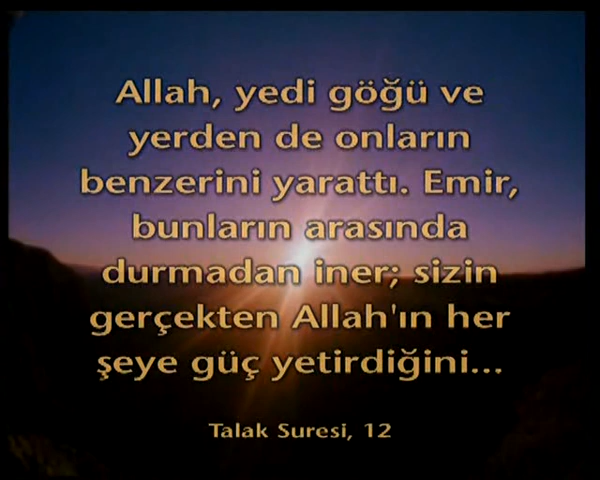 Allah, yedi göğü ve
yerden de onların
benzerini yarattı. Emir,
bunların arasında
durmadan iner; sizin
gerçekten Allah'ın her
şeye güç yetirdiğini...
Talak Suresi, 12